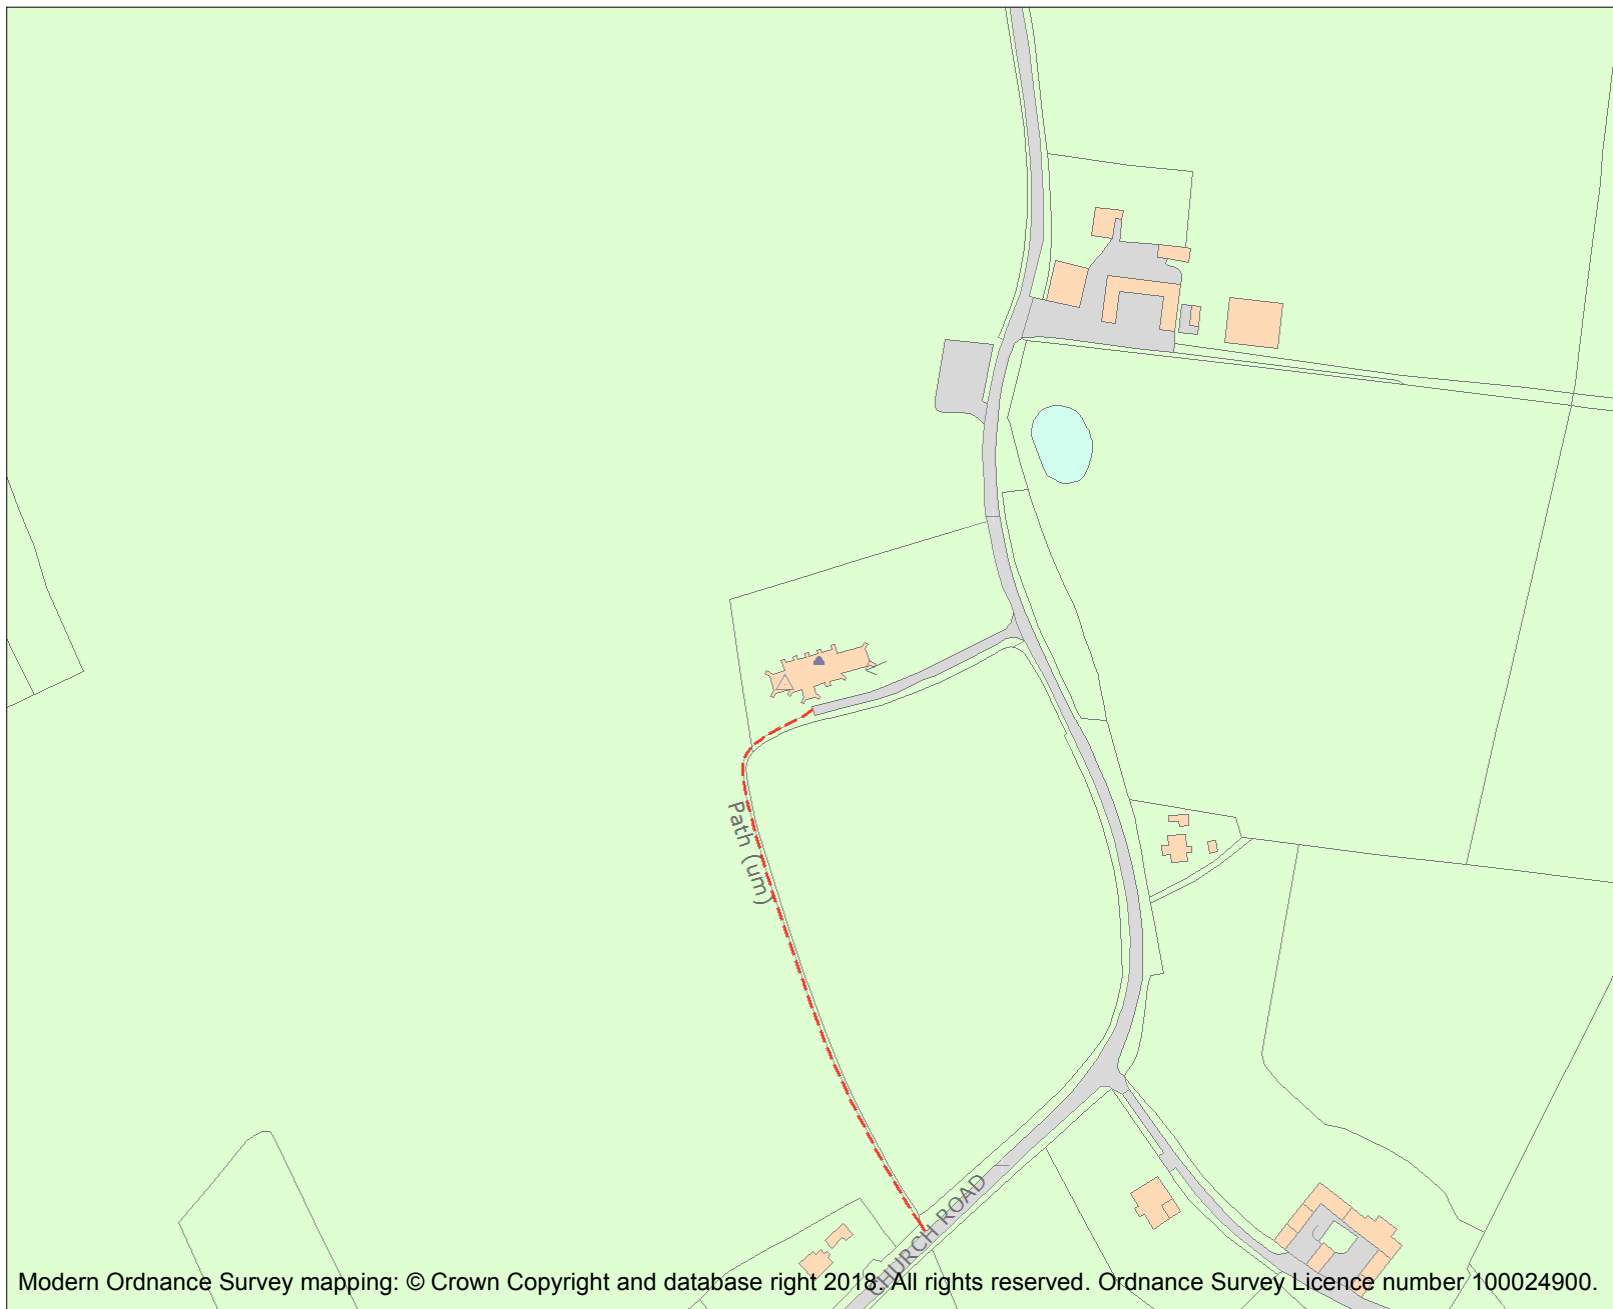 Path (um)
CHURCH ROAD
Modern Ordnance Survey mapping: © Crown Copyright and database right 2018. All rights reserved. Ordnance Survey Licence number 100024900.